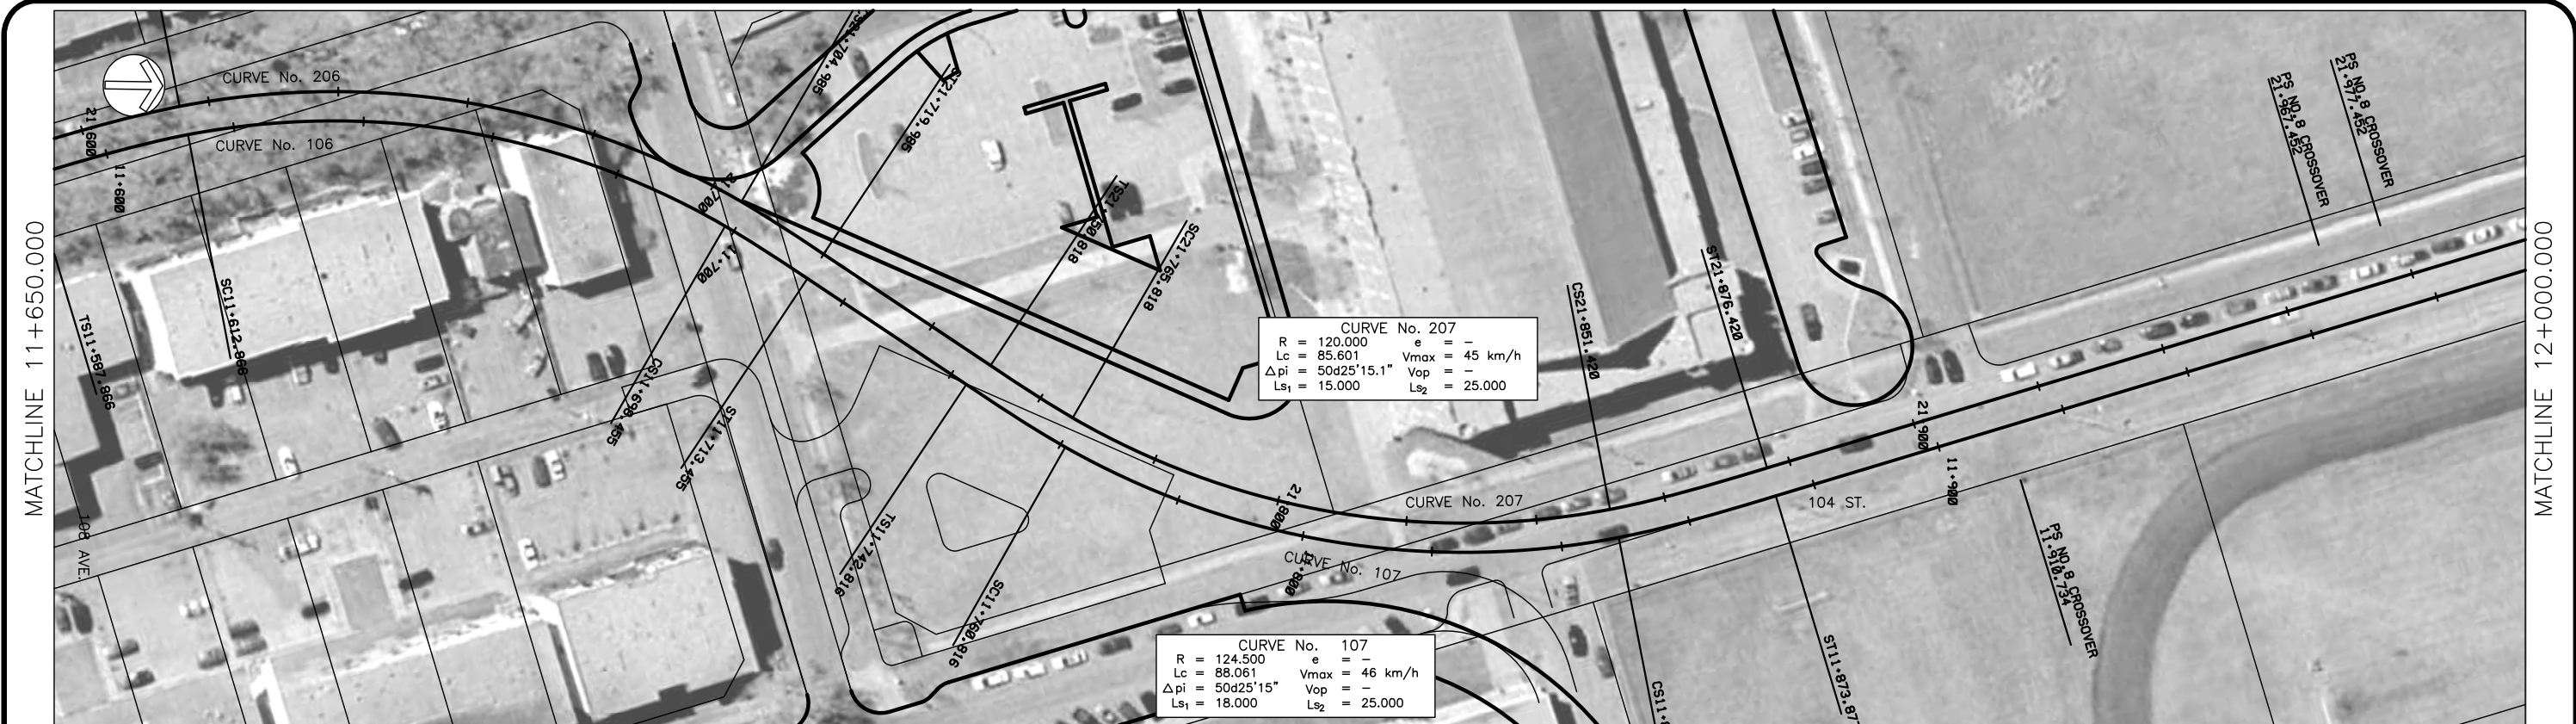 MATCHLINE 11+650.000
MATCHLINE 12+000.000
CURVE No. 206
CURVE No. 106
21+600
11+600
TS11+587.866
SC11+612.866
108 AVE.
CS21+704.985
ST21+719.985
21+700
11+700
CS11+698.455
ST11+713.455
TS21+750.818
SC21+765.818
TS11+742.816
SC11+760.816
CURVE No. 207
R = 120.000 e = –
Lc = 85.601 Vmax = 45 km/h
△pi = 50d25'15.1" Vop = –
Ls1 = 15.000 Ls2 = 25.000
21+800
11+800
CURVE No. 207
CURVE No. 107
CURVE No. 107
R = 124.500 e = –
Lc = 88.061 Vmax = 46 km/h
△pi = 50d25'15" Vop = –
Ls1 = 18.000 Ls2 = 25.000
CS21+851.420
ST21+876.420
104 ST.
21+900
11+900
ST11+873.877
PS NO.8 CROSSOVER
11+910.734
PS NO.8 CROSSOVER
21+967.452
PS NO.8 CROSSOVER
21+977.452